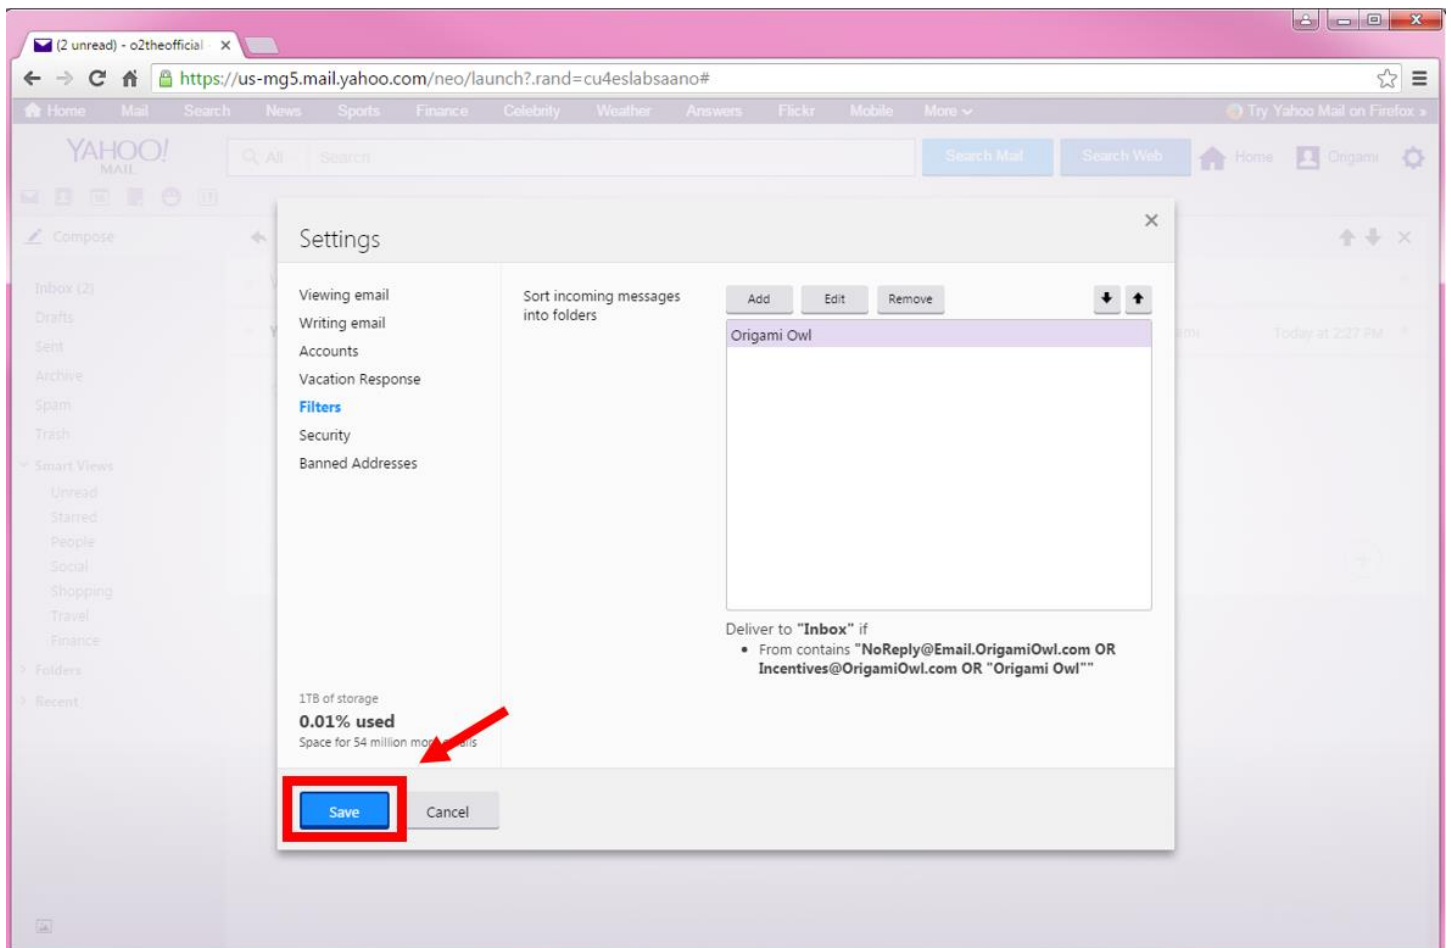 (2 unread) - o2theofficial
https://us-mg5.mail.yahoo.com/neo/launch?.rand=cu4eslabsaano#
Home Mail Search News Sports Finance Celebrity Weather Answers Flickr Mobile More Try Yahoo Mail on Firefox »
YAHOO!
MAIL
All Search Search Mail Search Web Home Origami
Compose
Settings
Inbox (2)
Drafts
Sent
Archive
Spam
Trash
Smart Views
Unread
Starred
People
Social
Shopping
Travel
Finance
Folders
Recent
Viewing email
Writing email
Accounts
Vacation Response
Filters
Security
Banned Addresses
Sort incoming messages
into folders
Add Edit Remove
Origami Owl
Today at 2:27 PM
Deliver to "Inbox" if
• From contains "NoReply@Email.OrigamiOwl.com OR
Incentives@OrigamiOwl.com OR "Origami Owl""
1TB of storage
0.01% used
Space for 54 million more
Save Cancel